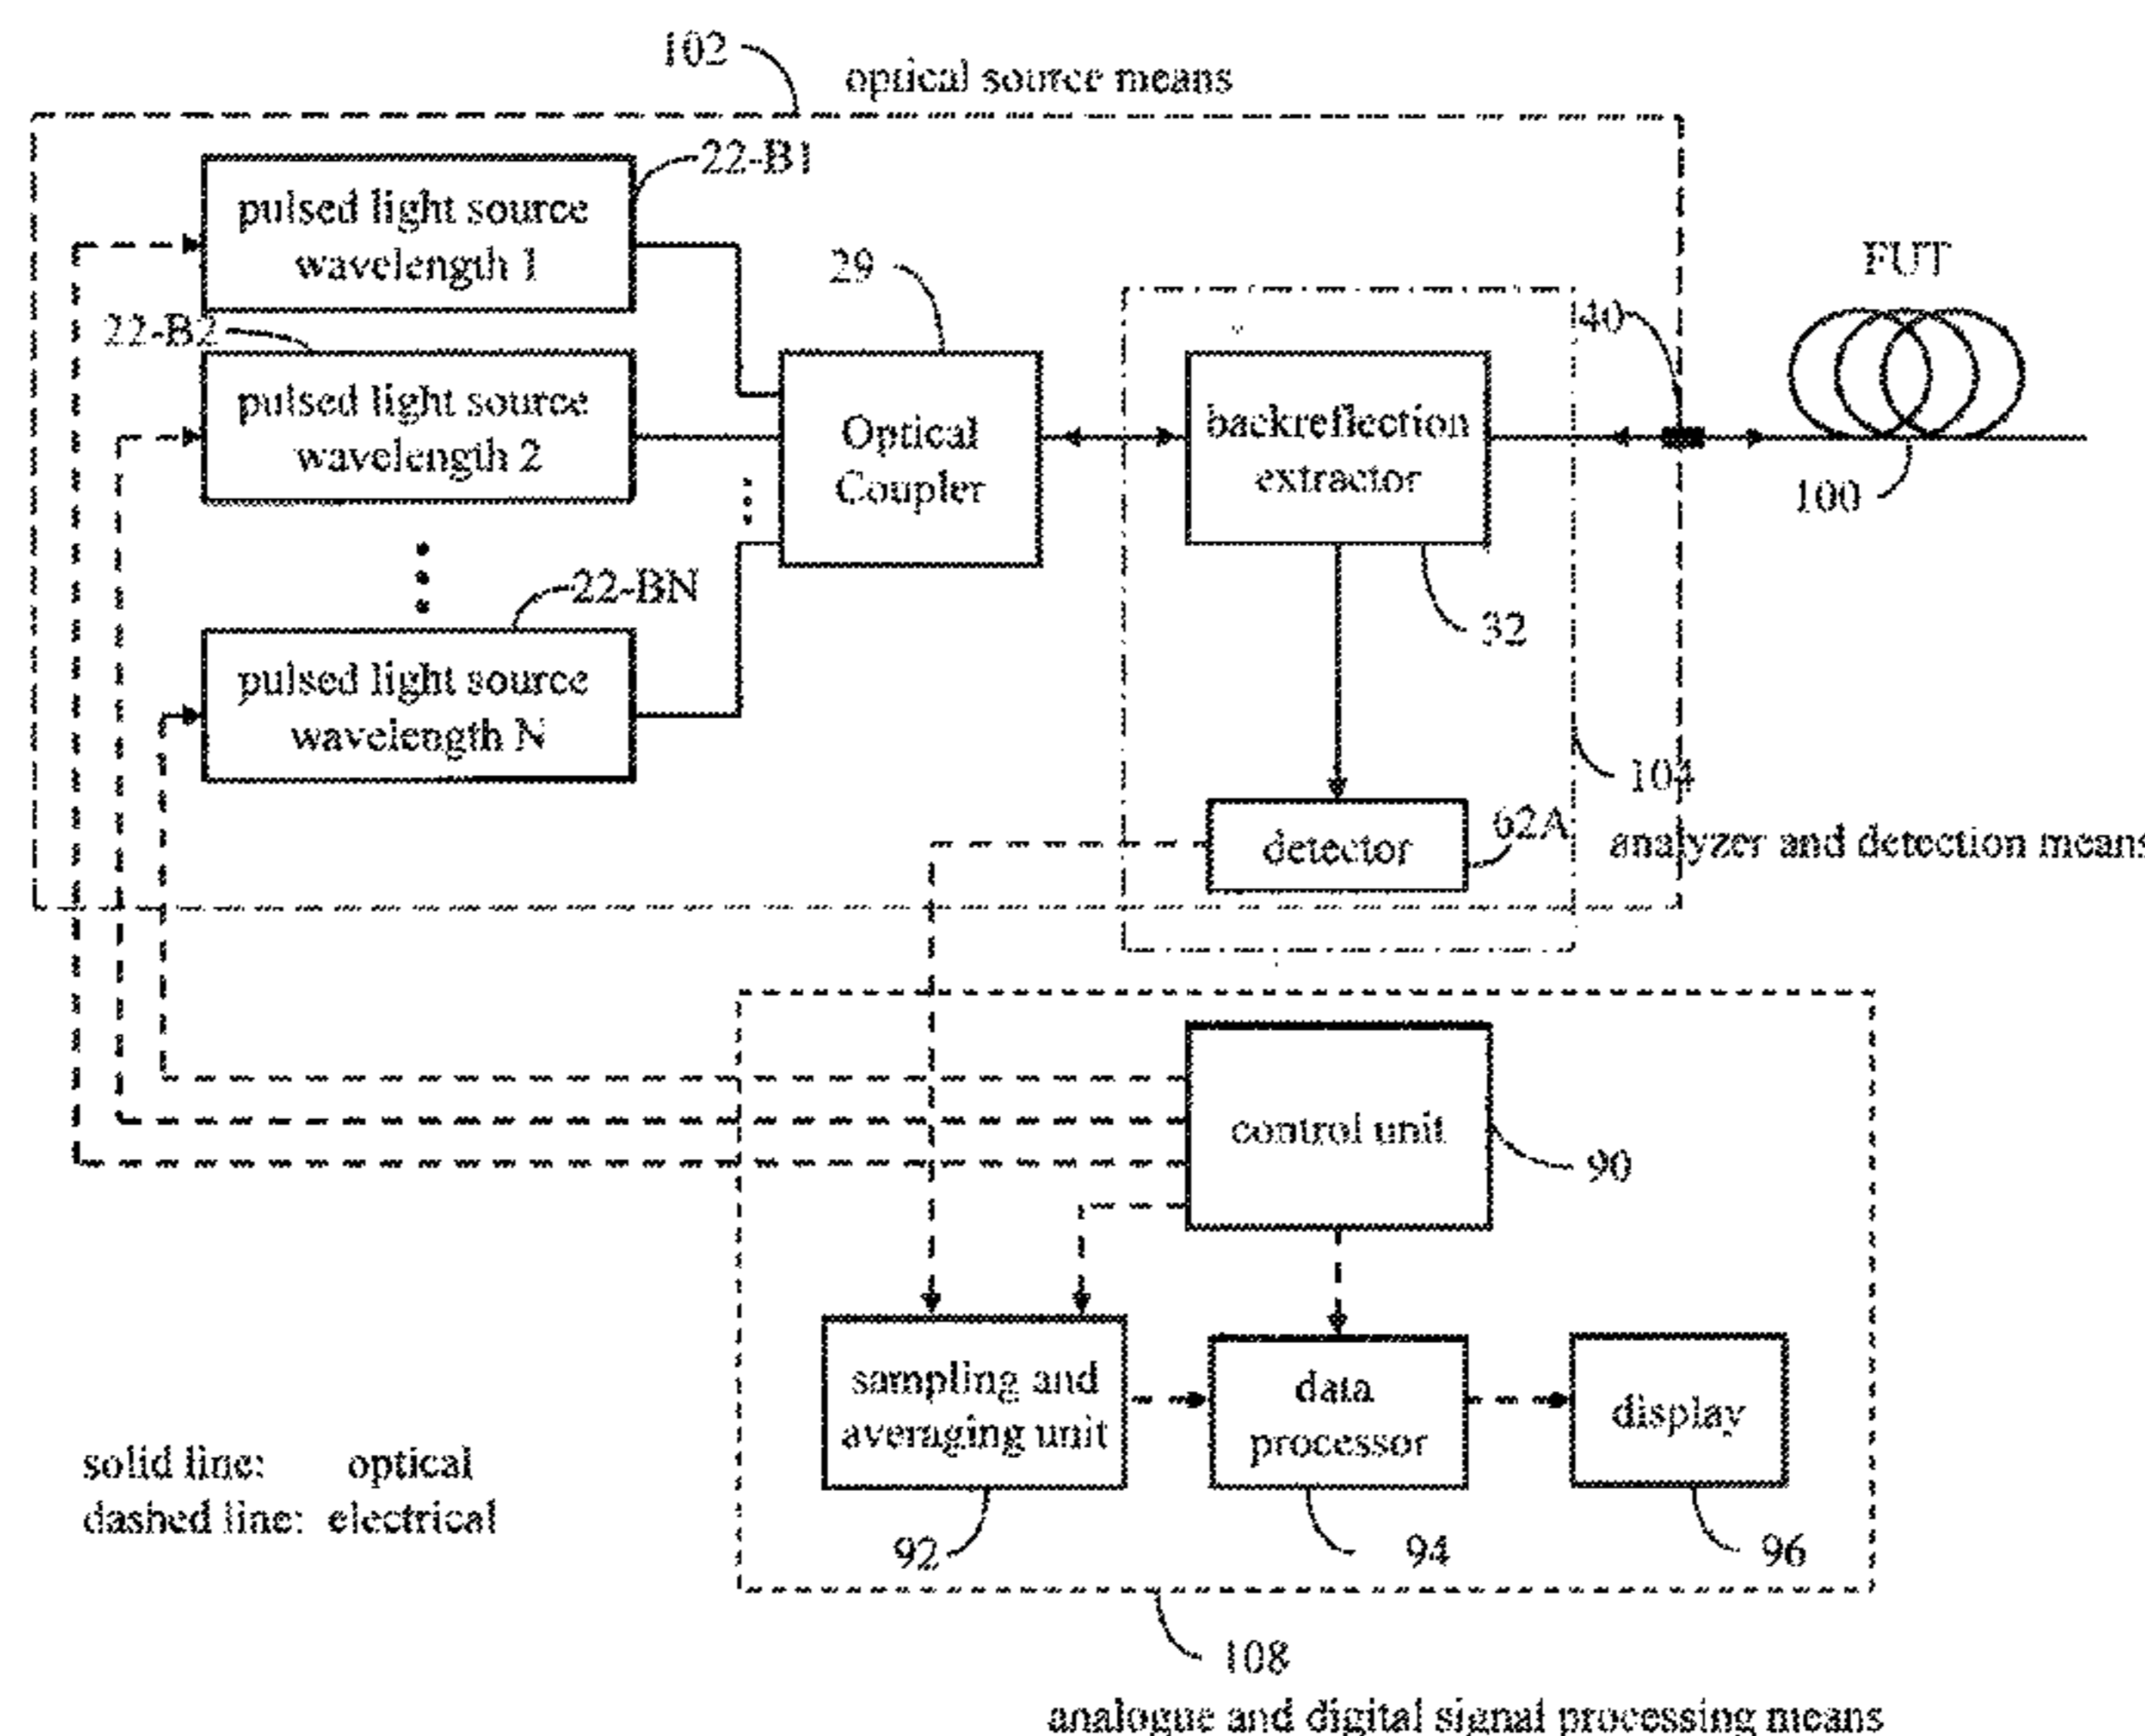 102
optical source means
22-B1
pulsed light source
wavelength 1
29
FUT
22-B2
40
pulsed light source
wavelength 2
Optical
Coupler
backreflection
extractor
100
22-BN
32
pulsed light source
wavelength N
104
62A
detector
analyzer and detection means
control unit
90
sampling and
averaging unit
data
processor
display
solid line: optical
dashed line: electrical
92
94
96
108
analogue and digital signal processing means